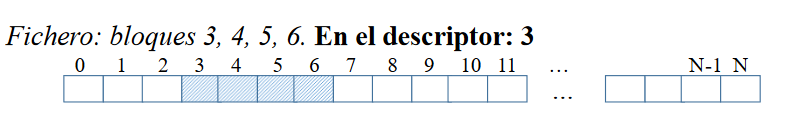 Fichero: bloques 3, 4, 5, 6. En el descriptor: 3
0 1 2 3 4 5 6 7 8 9 10 11 … N-1 N
…